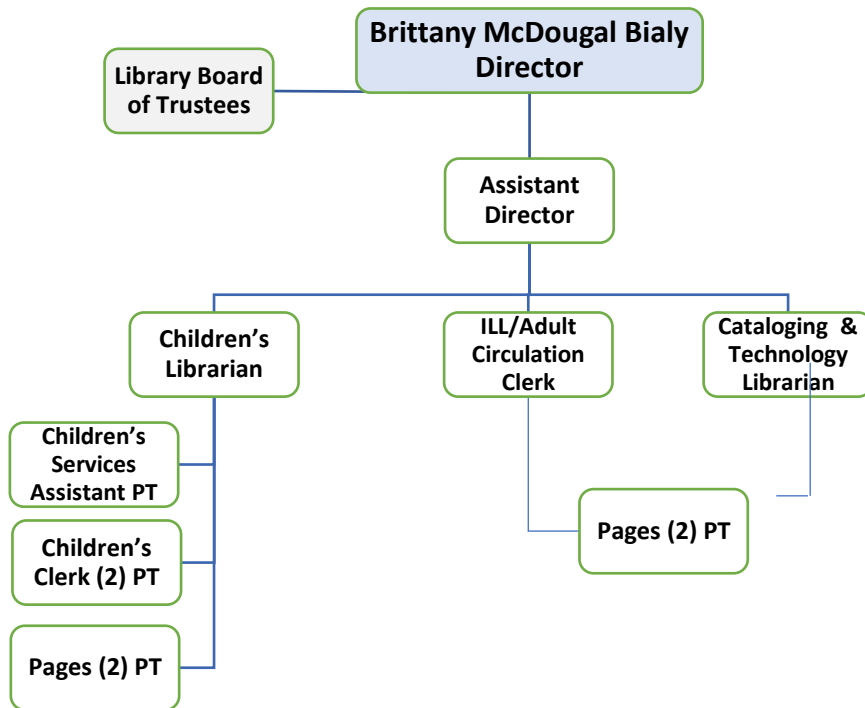 Brittany McDougal Bialy
Director
Library Board
of Trustees
Assistant
Director
Children’s
Librarian
ILL/Adult
Circulation
Clerk
Cataloging &
Technology
Librarian
Children’s
Services
Assistant PT
Children’s
Clerk (2) PT
Pages (2) PT
Pages (2) PT